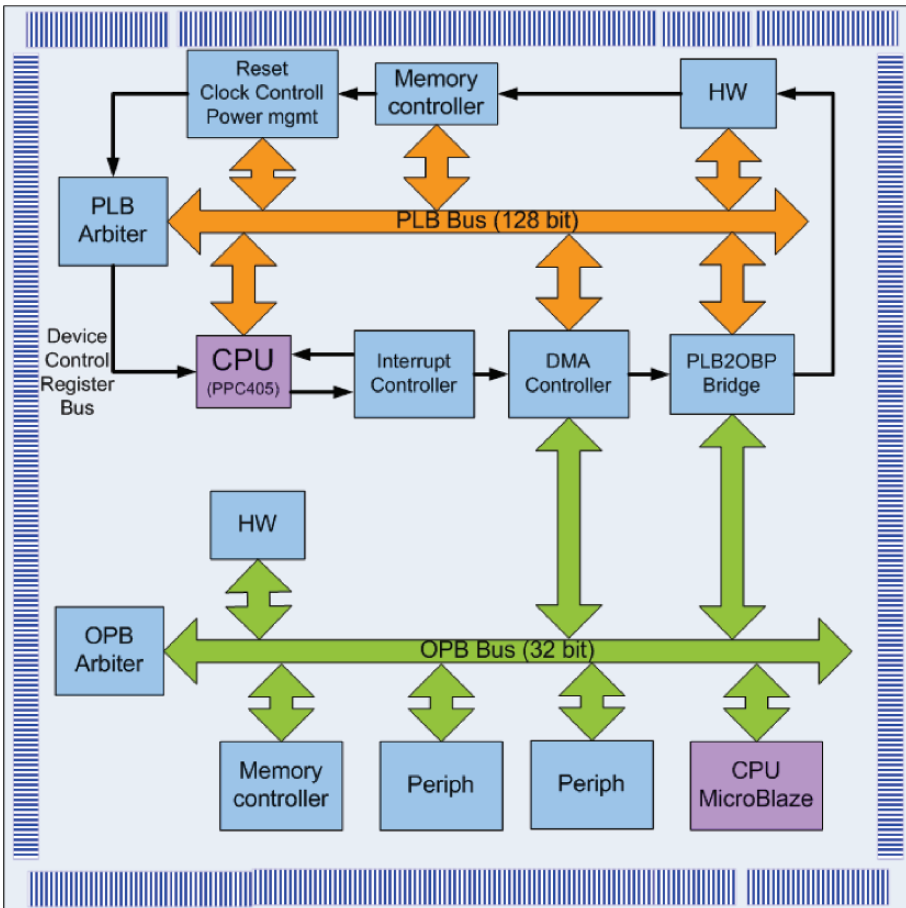 Reset
Clock Controll
Power mgmt
Memory
controller
HW
PLB
Arbiter
PLB Bus (128 bit)
Device
Control
Register
Bus
CPU
(PPC405)
Interrupt
Controller
DMA
Controller
PLB2OBP
Bridge
HW
OPB
Arbiter
OPB Bus (32 bit)
Memory
controller
Periph
Periph
CPU
MicroBlaze